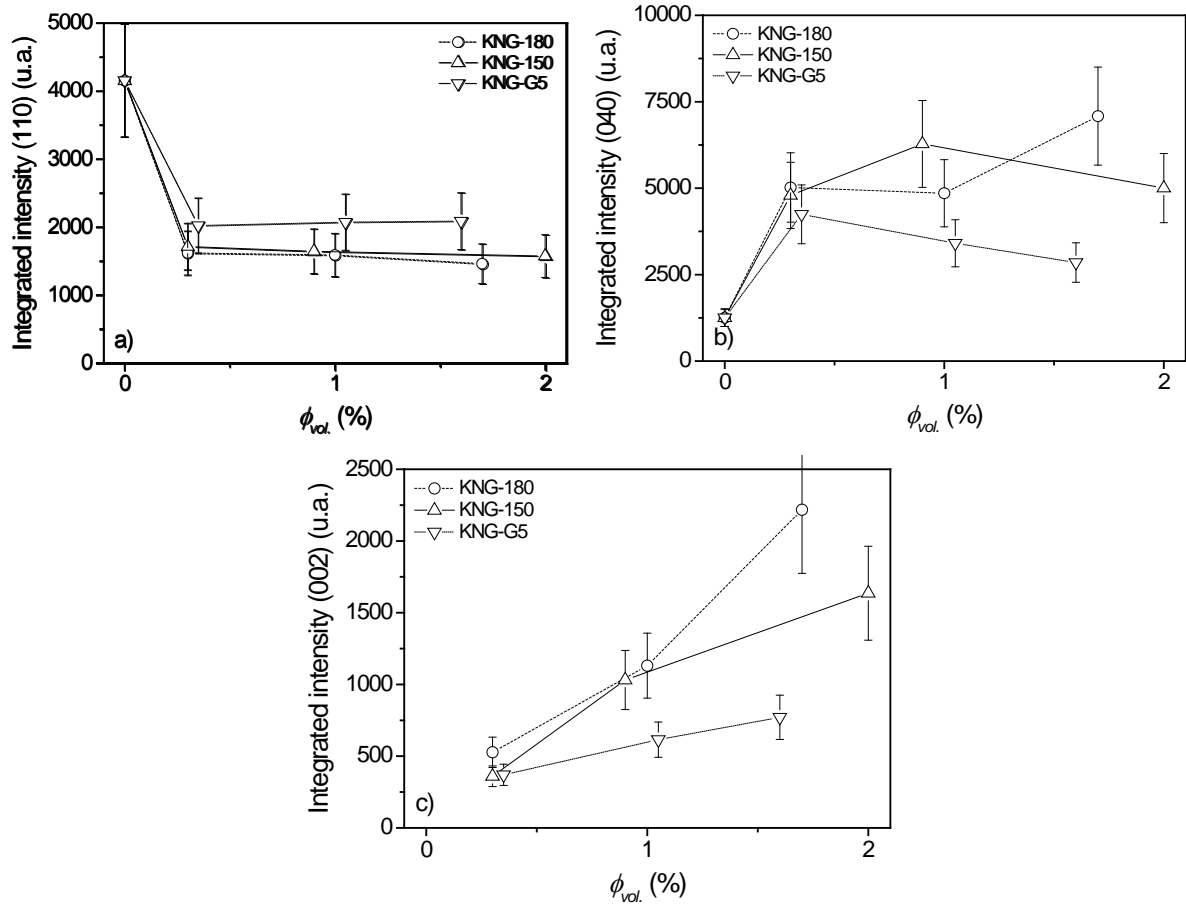 Integrated intensity (110) (u.a.)
5000
4000
3000
2000
1000
0
KNG-180
KNG-150
KNG-G5
a)
0
1
2
ϕvol. (%)
Integrated intensity (040) (u.a.)
10000
7500
5000
2500
0
KNG-180
KNG-150
KNG-G5
b)
0
1
2
ϕvol. (%)
Integrated intensity (002) (u.a.)
2500
2000
1500
1000
500
0
KNG-180
KNG-150
KNG-G5
c)
0
1
2
ϕvol. (%)